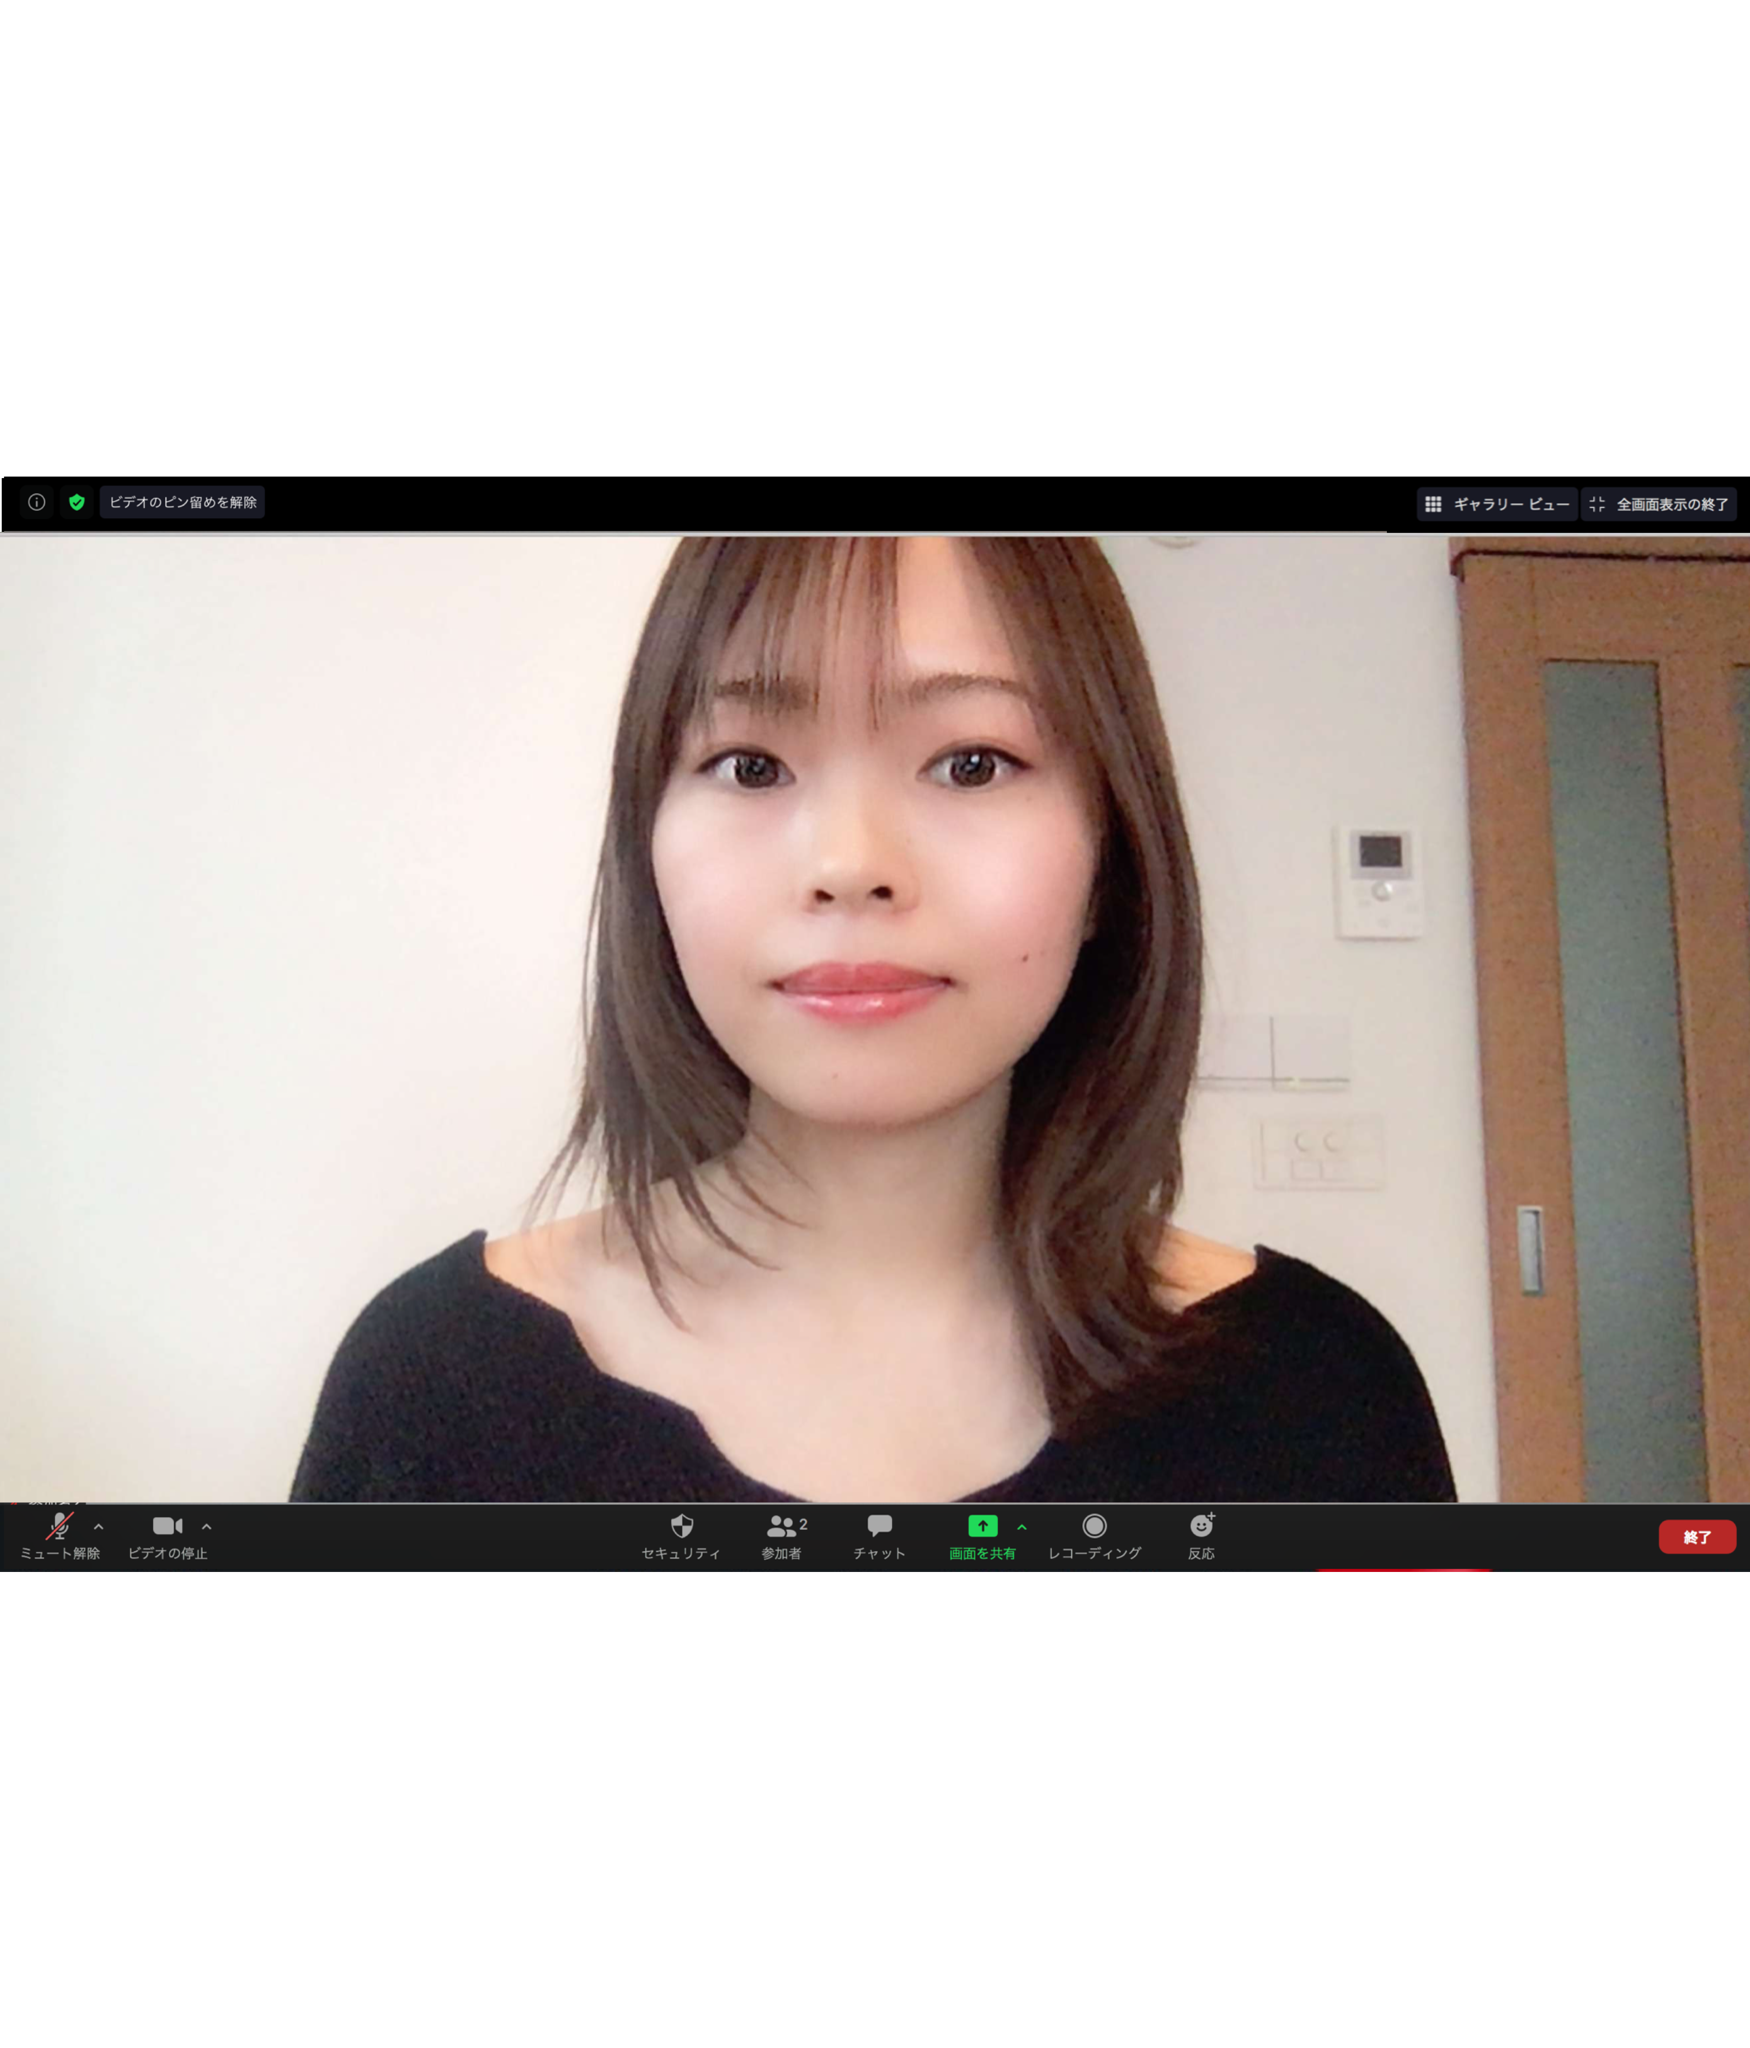 ビデオのピン留めを解除
ギャラリー ビュー
全画面表示の終了
ミュート解除
ビデオの停止
セキュリティ
2
参加者
チャット
画面を共有
レコーディング
反応
終了